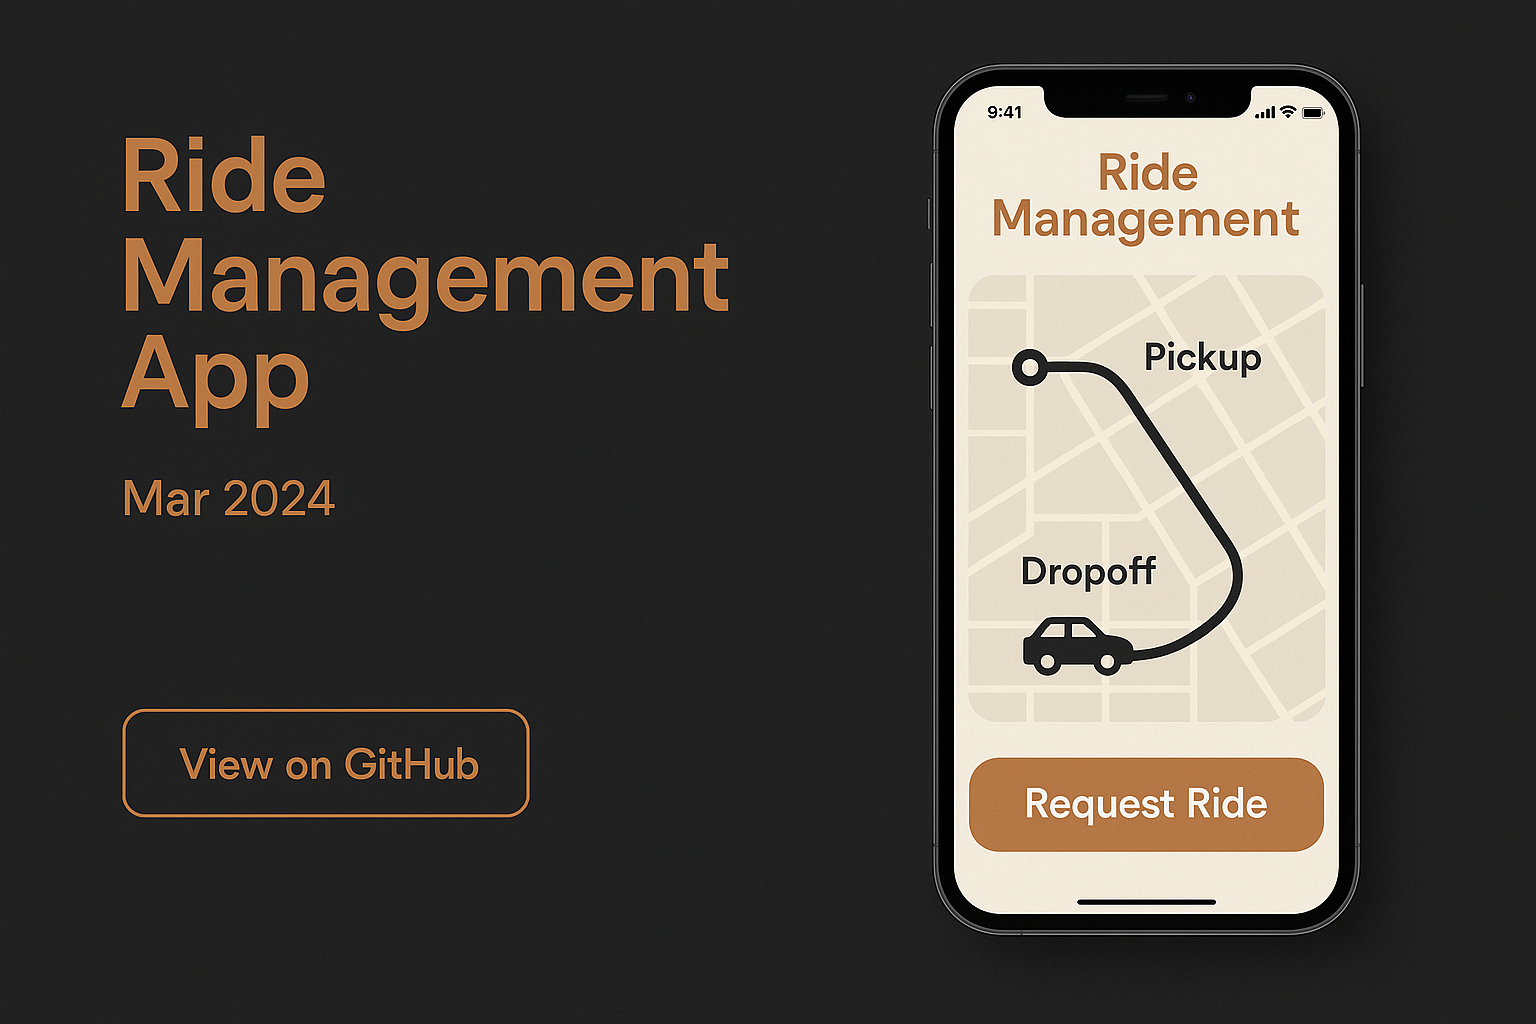 Ride
Management
App
Mar 2024
View on GitHub
9:41
Ride
Management
Pickup
Dropoff
Request Ride